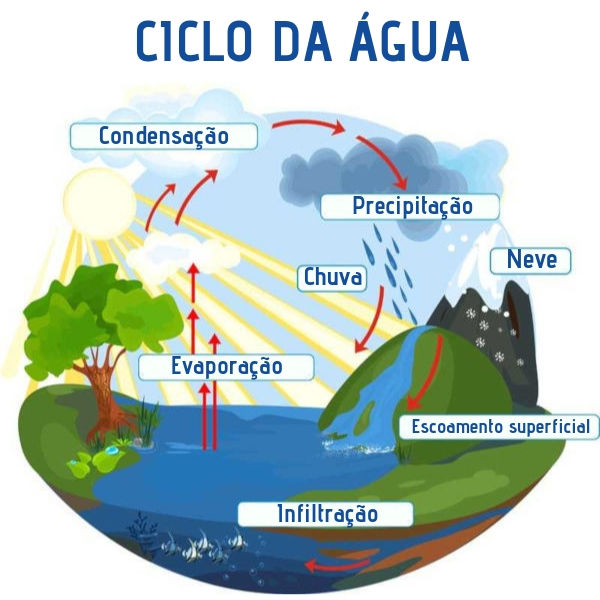 CICLO DA ÁGUA
Condensação
Precipitação
Neve
Chuva
Evaporação
Escoamento superficial
Infiltração